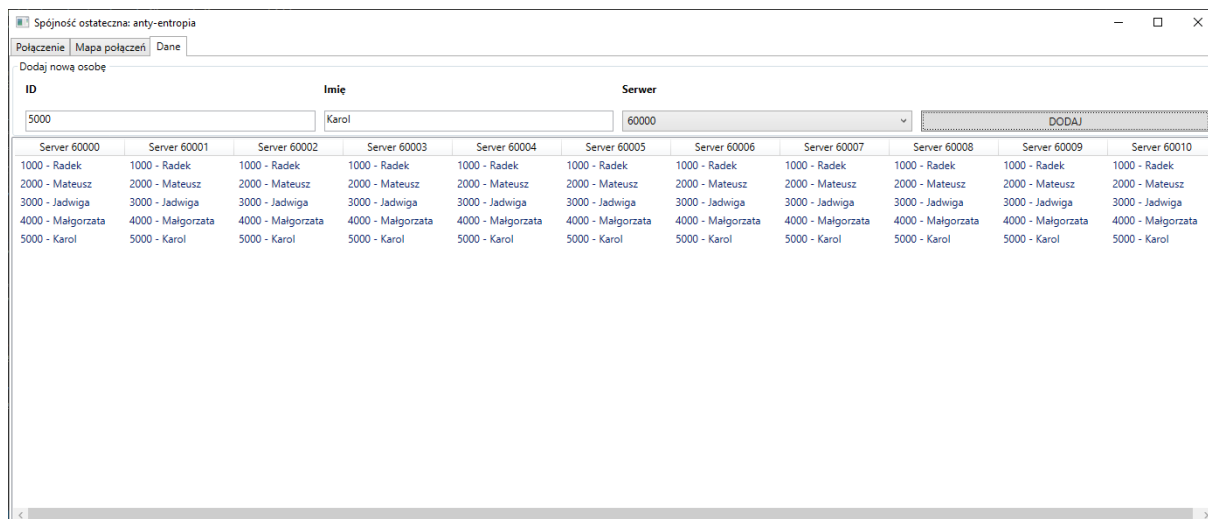 Spójność ostateczna: anty-entropia
Połączenie Mapa połączeń Dane
Dodaj nową osobę
ID Imię Serwer
5000 Karol 60000 DODAJ
Server 60000 Server 60001 Server 60002 Server 60003 Server 60004 Server 60005 Server 60006 Server 60007 Server 60008 Server 60009 Server 60010
1000 - Radek 1000 - Radek 1000 - Radek 1000 - Radek 1000 - Radek 1000 - Radek 1000 - Radek 1000 - Radek 1000 - Radek 1000 - Radek 1000 - Radek
2000 - Mateusz 2000 - Mateusz 2000 - Mateusz 2000 - Mateusz 2000 - Mateusz 2000 - Mateusz 2000 - Mateusz 2000 - Mateusz 2000 - Mateusz 2000 - Mateusz 2000 - Mateusz
3000 - Jadwiga 3000 - Jadwiga 3000 - Jadwiga 3000 - Jadwiga 3000 - Jadwiga 3000 - Jadwiga 3000 - Jadwiga 3000 - Jadwiga 3000 - Jadwiga 3000 - Jadwiga 3000 - Jadwiga
4000 - Małgorzata 4000 - Małgorzata 4000 - Małgorzata 4000 - Małgorzata 4000 - Małgorzata 4000 - Małgorzata 4000 - Małgorzata 4000 - Małgorzata 4000 - Małgorzata 4000 - Małgorzata 4000 - Małgorzata
5000 - Karol 5000 - Karol 5000 - Karol 5000 - Karol 5000 - Karol 5000 - Karol 5000 - Karol 5000 - Karol 5000 - Karol 5000 - Karol 5000 - Karol